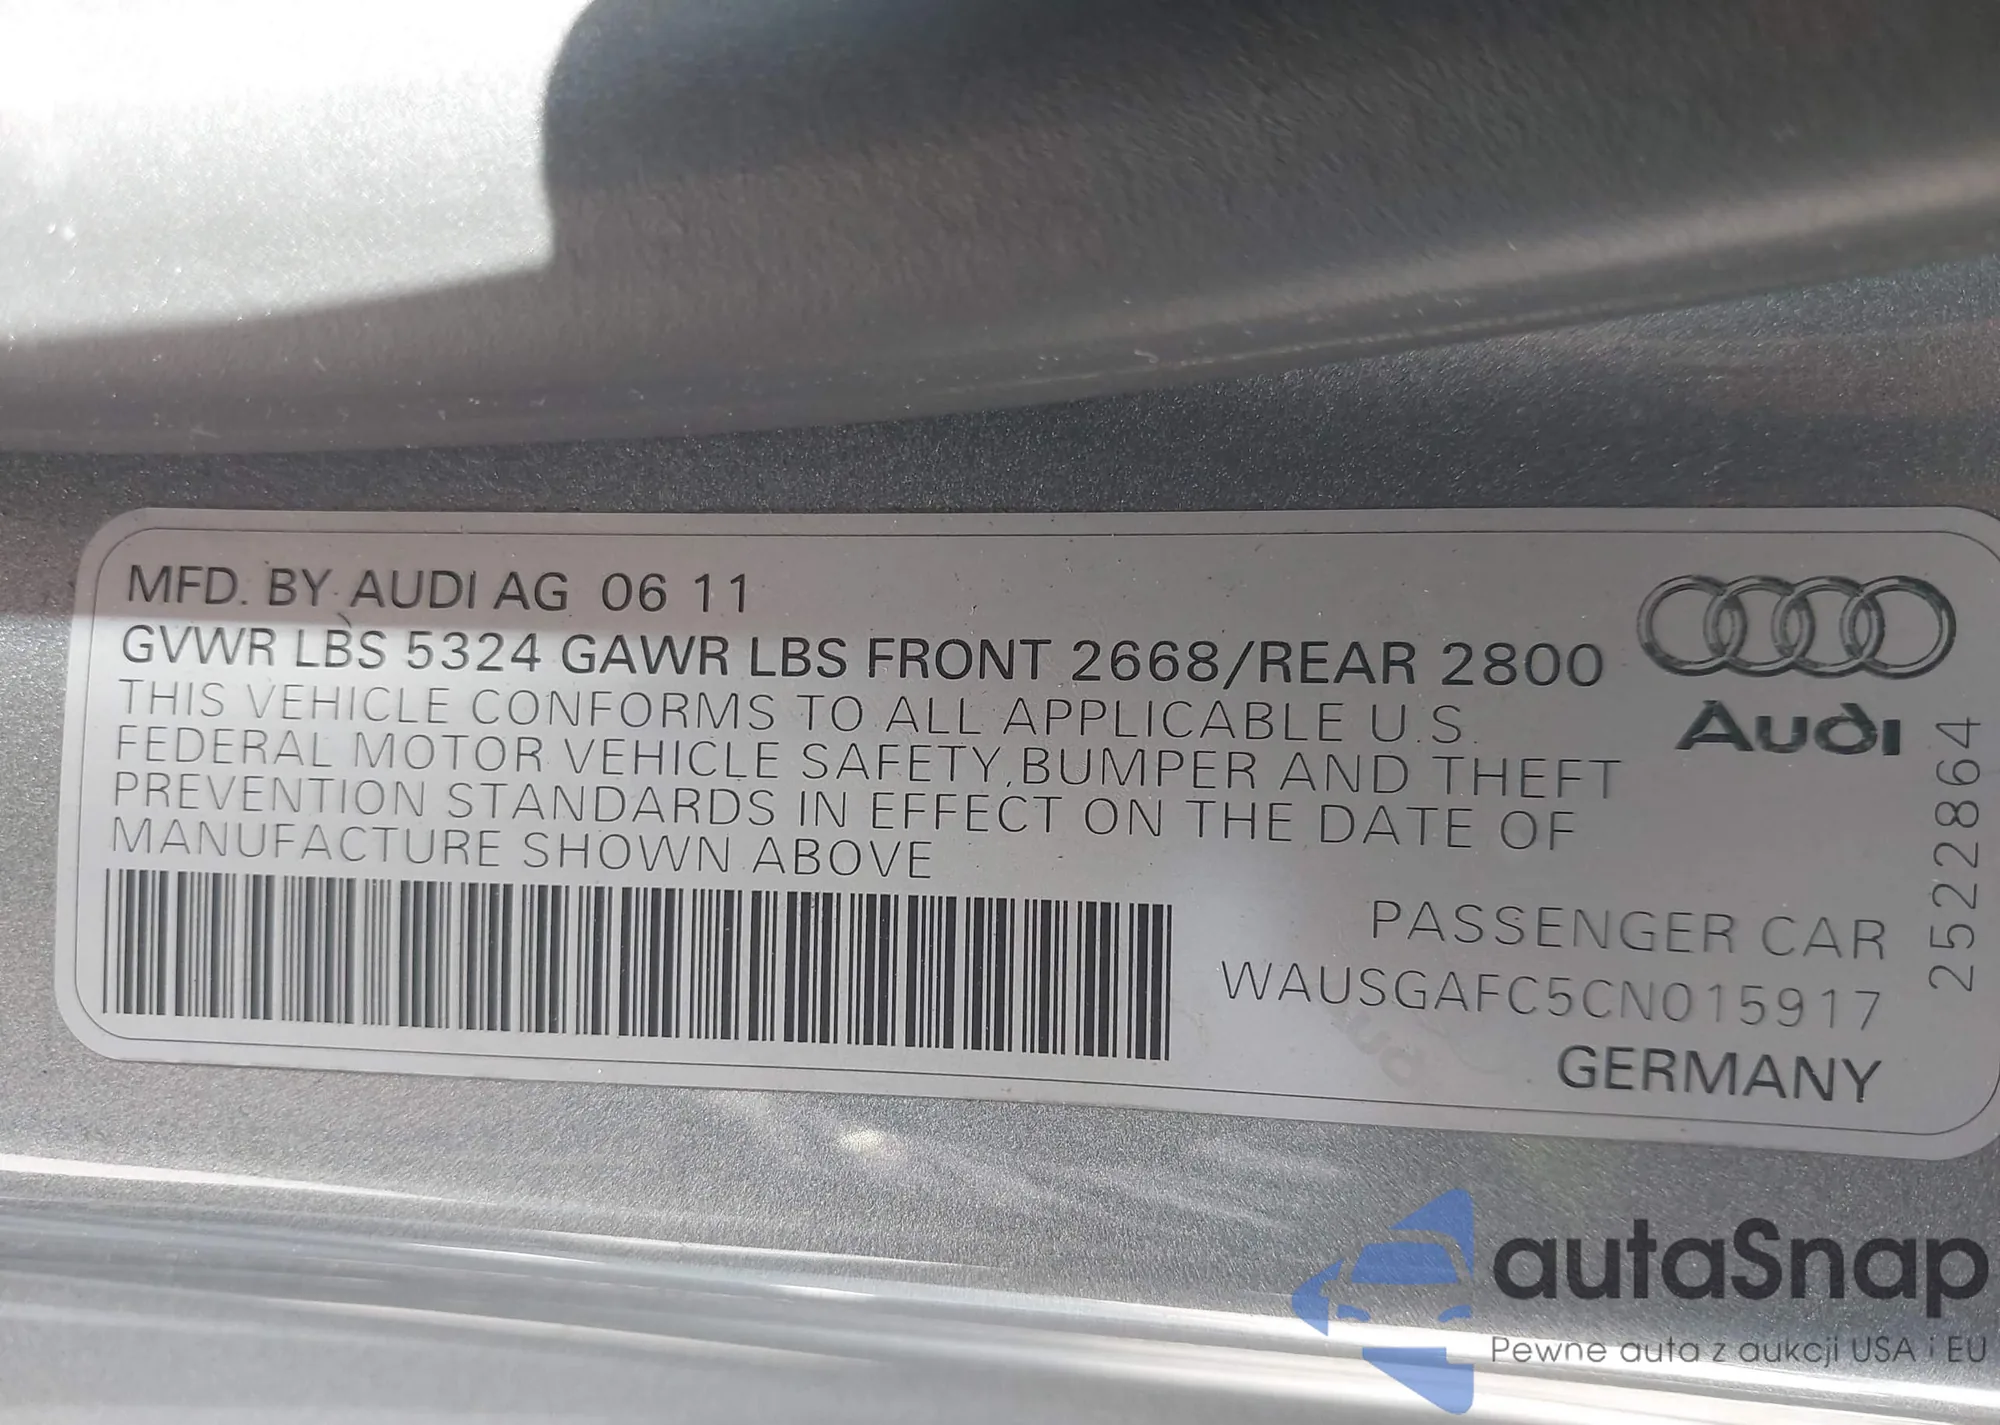 MFD. BY AUDI AG 06 11
GVWR LBS 5324 GAWR LBS FRONT 2668/REAR 2800
THIS VEHICLE CONFORMS TO ALL APPLICABLE U.S.
FEDERAL MOTOR VEHICLE SAFETY, BUMPER AND THEFT
PREVENTION STANDARDS IN EFFECT ON THE DATE OF
MANUFACTURE SHOWN ABOVE
Audi
2522864
PASSENGER CAR
WAUSGAFC5CN015917
GERMANY
autaSnap
Pewne auta z aukcji USA i EU